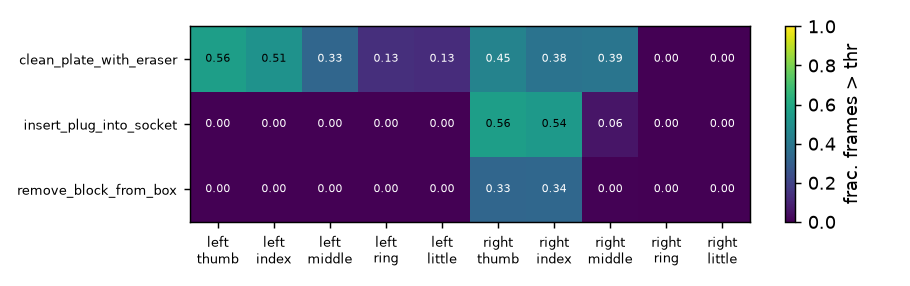 clean_plate_with_eraser 0.56 0.51 0.33 0.13 0.13 0.45 0.38 0.39 0.00 0.00
insert_plug_into_socket 0.00 0.00 0.00 0.00 0.00 0.56 0.54 0.06 0.00 0.00
remove_block_from_box 0.00 0.00 0.00 0.00 0.00 0.33 0.34 0.00 0.00 0.00
left left left left left right right right right right
thumb index middle ring little thumb index middle ring little
1.0
0.8
0.6
0.4
0.2
0.0
frac. frames > thr